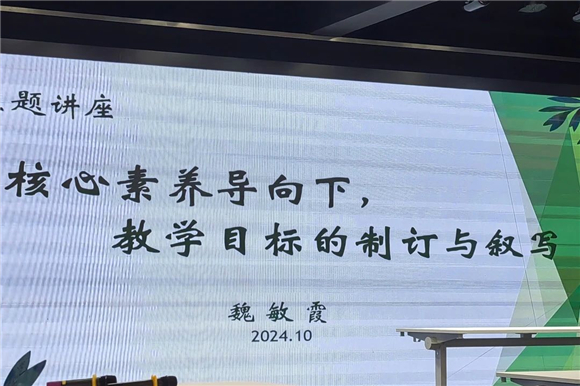 题讲座
核心素养导向下，
教学目标的制订与叙写
魏敏霞
2024.10